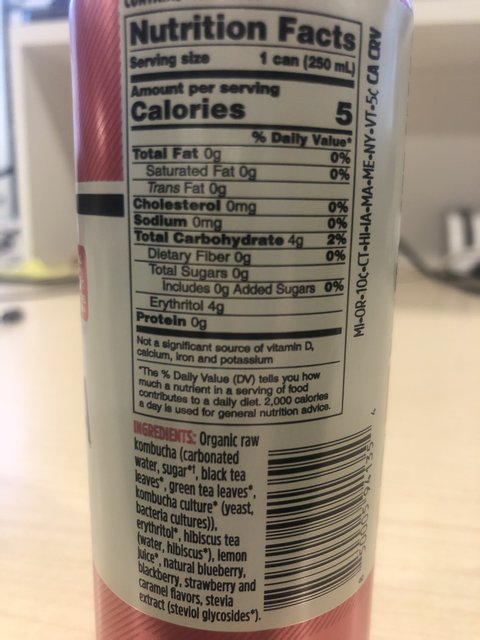 Nutrition Facts
Serving size 1 can (250 mL)
Amount per serving
Calories 5
% Daily Value*
Total Fat 0g 0%
Saturated Fat 0g 0%
Trans Fat 0g
Cholesterol 0mg 0%
Sodium 0mg 0%
Total Carbohydrate 4g 2%
Dietary Fiber 0g 0%
Total Sugars 0g
Includes 0g Added Sugars 0%
Erythritol 4g
Protein 0g
Not a significant source of vitamin D,
calcium, iron and potassium
*The % Daily Value (DV) tells you how
much a nutrient in a serving of food
contributes to a daily diet. 2,000 calories
a day is used for general nutrition advice.
MI•OR•10¢•CT•HI•IA•MA•ME•NY•VT•5¢ CA CRV
INGREDIENTS: Organic raw
kombucha (carbonated
water, sugar*†, black tea
leaves*, green tea leaves*,
kombucha culture* (yeast,
bacteria cultures)),
erythritol*, hibiscus tea
(water, hibiscus*), lemon
juice*, natural blueberry,
blackberry, strawberry and
caramel flavors, stevia
extract (steviol glycosides*).